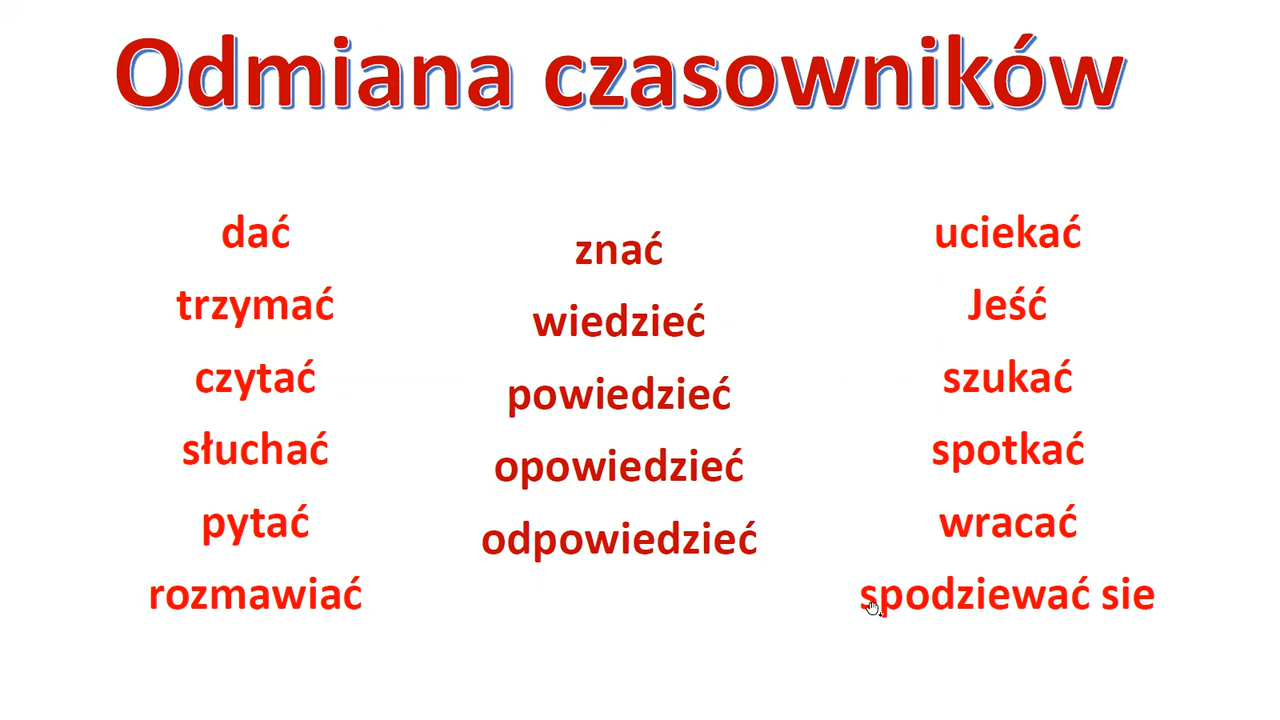 Odmiana czasowników
dać
trzymać
czytać
słuchać
pytać
rozmawiać
znać
wiedzieć
powiedzieć
opowiedzieć
odpowiedzieć
uciekać
Jeść
szukać
spotkać
wracać
spodziewać sie